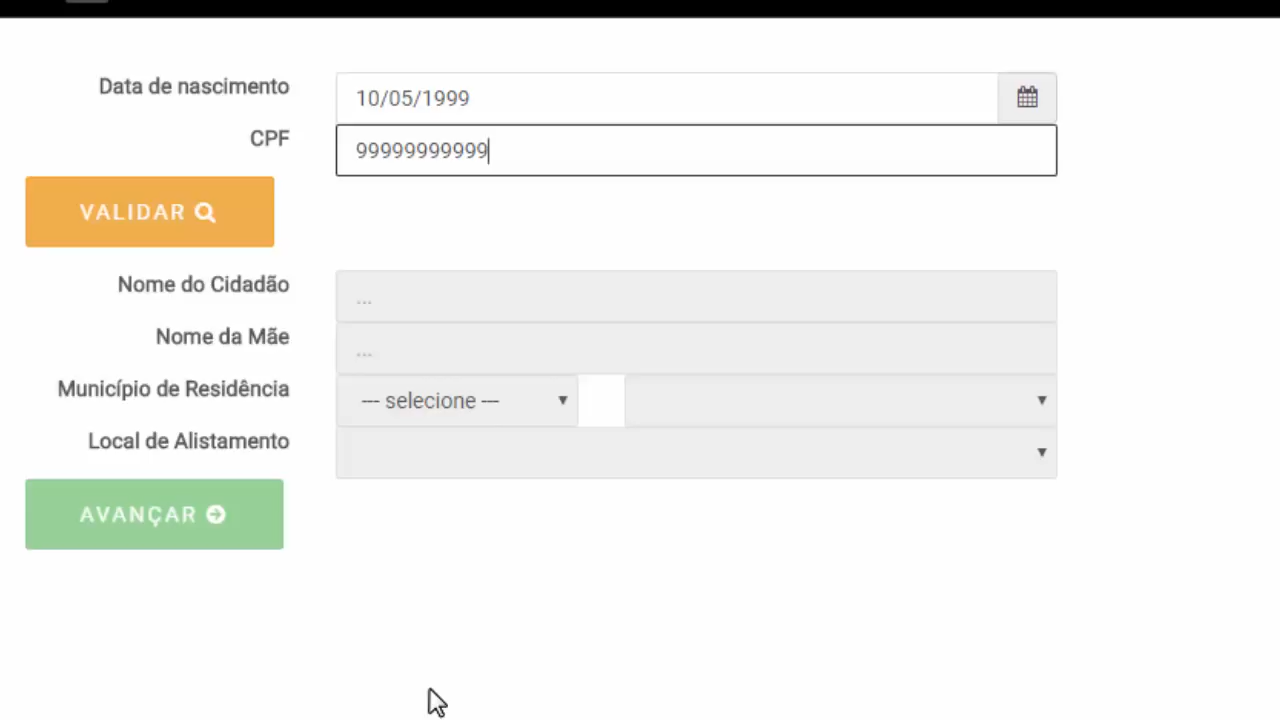 Data de nascimento
10/05/1999
CPF
99999999999
VALIDAR
Nome do Cidadão
...
Nome da Mãe
...
Município de Residência
--- selecione ---
Local de Alistamento
AVANÇAR